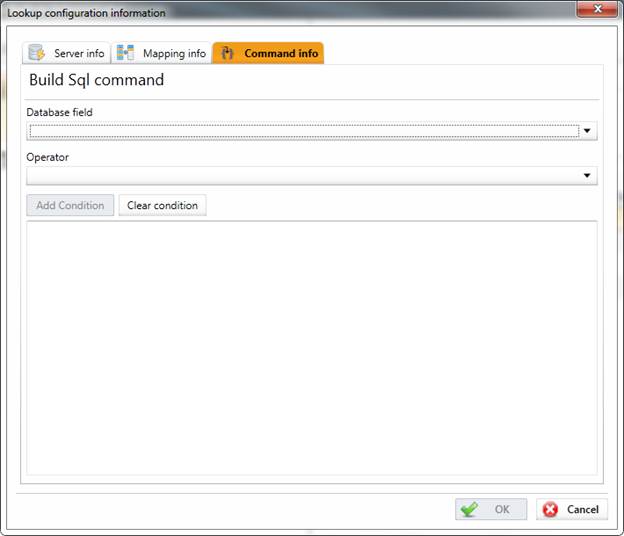 Lookup configuration information
Server info Mapping info Command info
Build Sql command
Database field
Operator
Add Condition Clear condition
OK Cancel